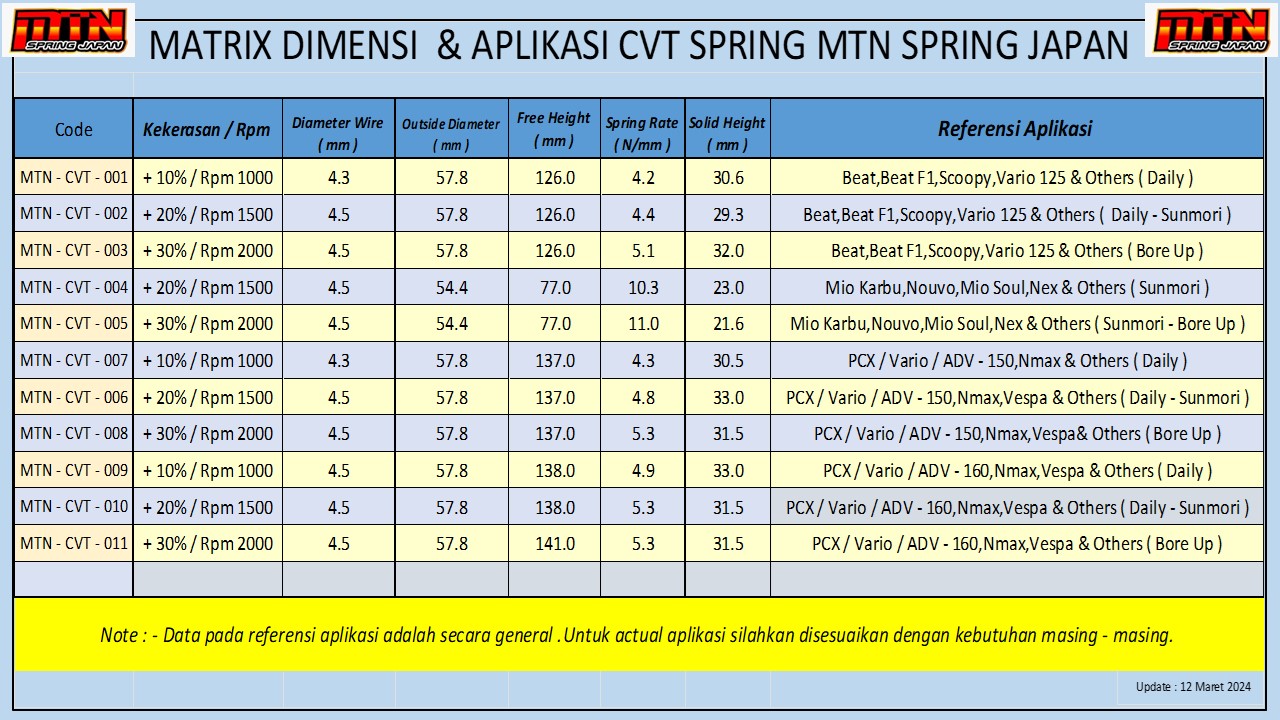 MTN
SPRING JAPAN
MATRIX DIMENSI & APLIKASI CVT SPRING MTN SPRING JAPAN
MTN
SPRING JAPAN
Code Kekerasan / Rpm Diameter Wire ( mm ) Outside Diameter ( mm ) Free Height ( mm ) Spring Rate ( N/mm ) Solid Height ( mm ) Referensi Aplikasi
MTN - CVT - 001 + 10% / Rpm 1000 4.3 57.8 126.0 4.2 30.6 Beat,Beat F1,Scoopy,Vario 125 & Others ( Daily )
MTN - CVT - 002 + 20% / Rpm 1500 4.5 57.8 126.0 4.4 29.3 Beat,Beat F1,Scoopy,Vario 125 & Others ( Daily - Sunmori )
MTN - CVT - 003 + 30% / Rpm 2000 4.5 57.8 126.0 5.1 32.0 Beat,Beat F1,Scoopy,Vario 125 & Others ( Bore Up )
MTN - CVT - 004 + 20% / Rpm 1500 4.5 54.4 77.0 10.3 23.0 Mio Karbu,Nouvo,Mio Soul,Nex & Others ( Sunmori )
MTN - CVT - 005 + 30% / Rpm 2000 4.5 54.4 77.0 11.0 21.6 Mio Karbu,Nouvo,Mio Soul,Nex & Others ( Sunmori - Bore Up )
MTN - CVT - 007 + 10% / Rpm 1000 4.3 57.8 137.0 4.3 30.5 PCX / Vario / ADV - 150,Nmax & Others ( Daily )
MTN - CVT - 006 + 20% / Rpm 1500 4.5 57.8 137.0 4.8 33.0 PCX / Vario / ADV - 150,Nmax,Vespa & Others ( Daily - Sunmori )
MTN - CVT - 008 + 30% / Rpm 2000 4.5 57.8 137.0 5.3 31.5 PCX / Vario / ADV - 150,Nmax,Vespa& Others ( Bore Up )
MTN - CVT - 009 + 10% / Rpm 1000 4.5 57.8 138.0 4.9 33.0 PCX / Vario / ADV - 160,Nmax,Vespa & Others ( Daily )
MTN - CVT - 010 + 20% / Rpm 1500 4.5 57.8 138.0 5.3 31.5 PCX / Vario / ADV - 160,Nmax,Vespa & Others ( Daily - Sunmori )
MTN - CVT - 011 + 30% / Rpm 2000 4.5 57.8 141.0 5.3 31.5 PCX / Vario / ADV - 160,Nmax,Vespa & Others ( Bore Up )
Note : - Data pada referensi aplikasi adalah secara general .Untuk actual aplikasi silahkan disesuaikan dengan kebutuhan masing - masing.
Update : 12 Maret 2024